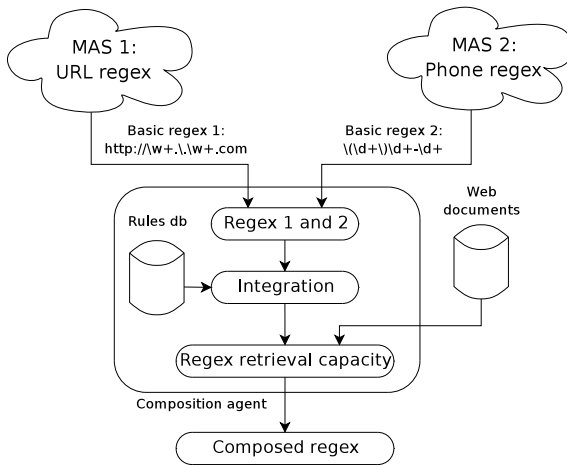 MAS 1:
URL regex
MAS 2:
Phone regex
Basic regex 1:
http://\w+.\.\w+.com
Basic regex 2:
\(\d+\)\d+-\d+
Web
documents
Rules db
Regex 1 and 2
Integration
Regex retrieval capacity
Composition agent
Composed regex